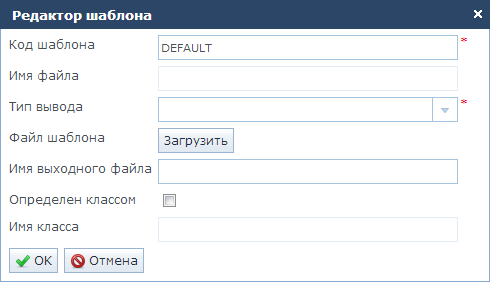 Редактор шаблона
Код шаблона DEFAULT *
Имя файла
Тип вывода *
Файл шаблона Загрузить
Имя выходного файла
Определен классом
Имя класса
OK Отмена